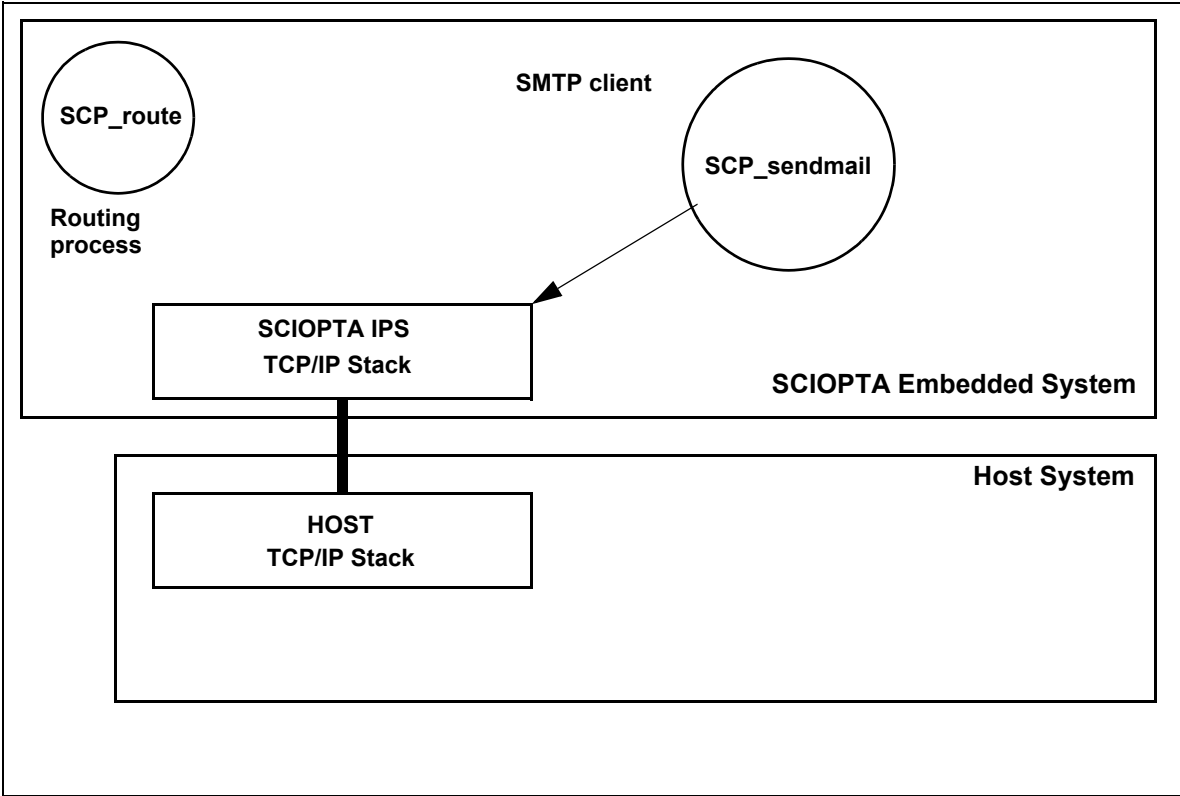 SMTP client
SCP_route
SCP_sendmail
Routing
process
SCIOPTA IPS
TCP/IP Stack
SCIOPTA Embedded System
Host System
HOST
TCP/IP Stack